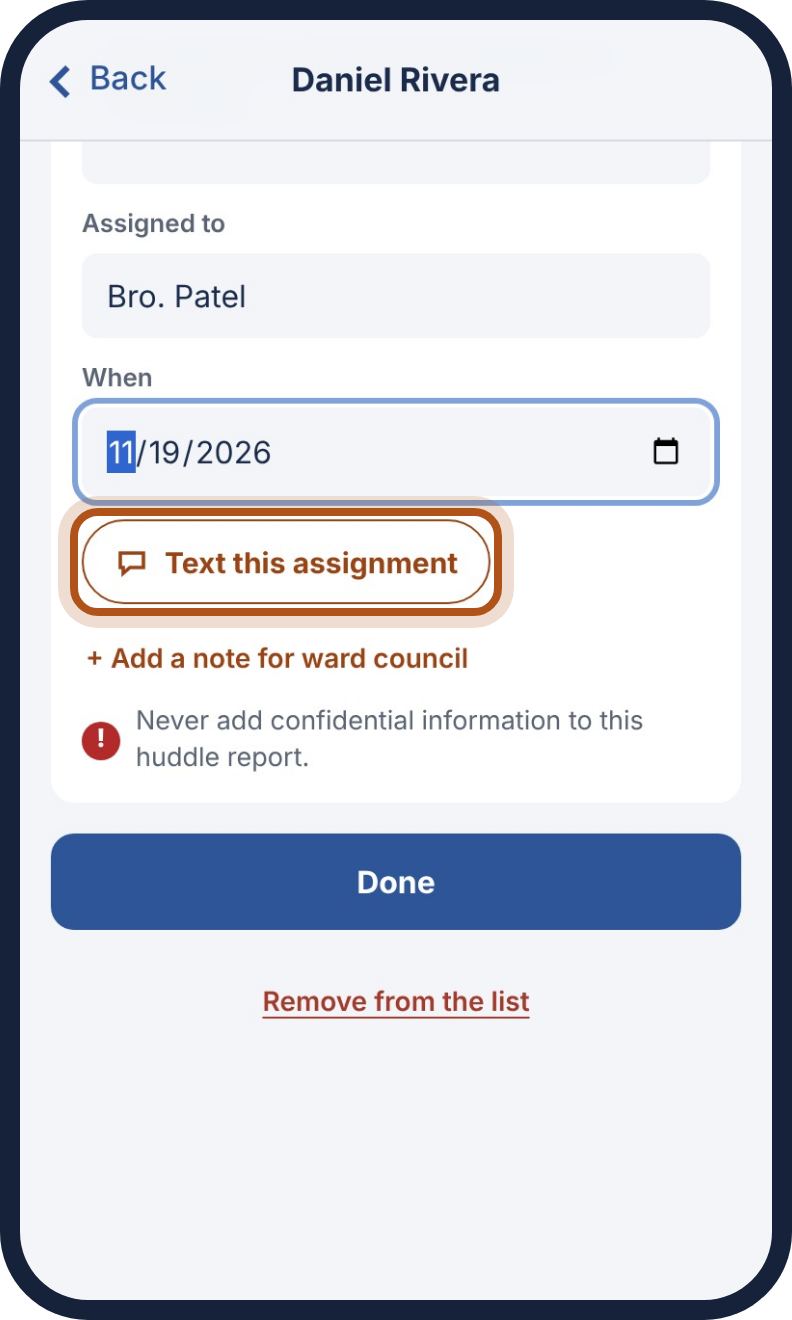 Back
Daniel Rivera
Assigned to
Bro. Patel
When
11/19/2026
Text this assignment
+ Add a note for ward council
Never add confidential information to this
huddle report.
Done
Remove from the list